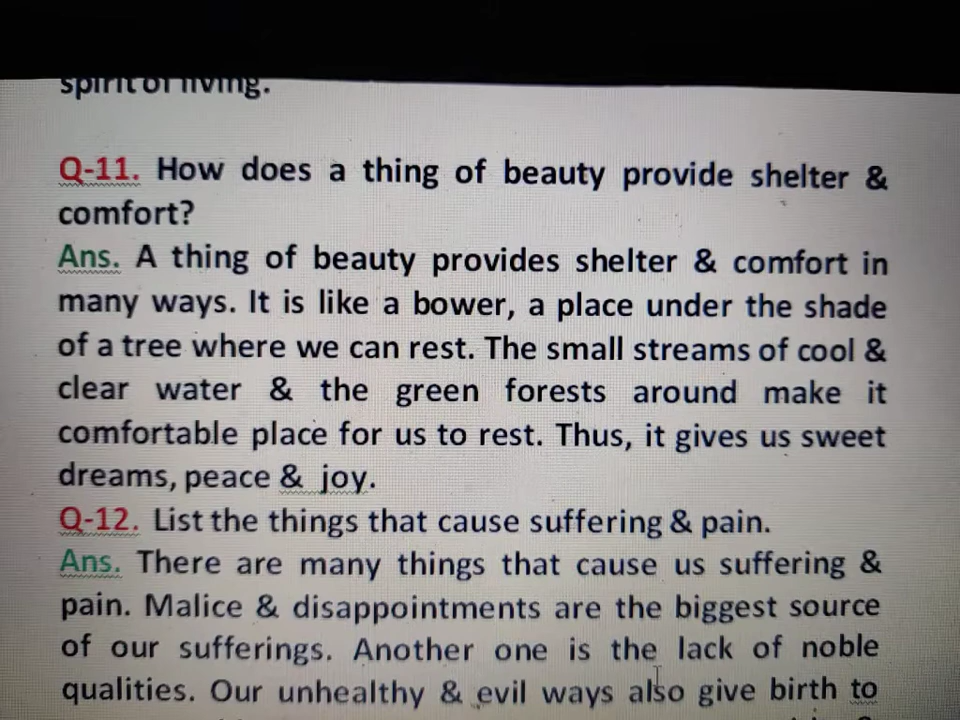 spirit of living.
Q-11. How does a thing of beauty provide shelter &
comfort?
Ans. A thing of beauty provides shelter & comfort in
many ways. It is like a bower, a place under the shade
of a tree where we can rest. The small streams of cool &
clear water & the green forests around make it
comfortable place for us to rest. Thus, it gives us sweet
dreams, peace & joy.
Q-12. List the things that cause suffering & pain.
Ans. There are many things that cause us suffering &
pain. Malice & disappointments are the biggest source
of our sufferings. Another one is the lack of noble
qualities. Our unhealthy & evil ways also give birth to